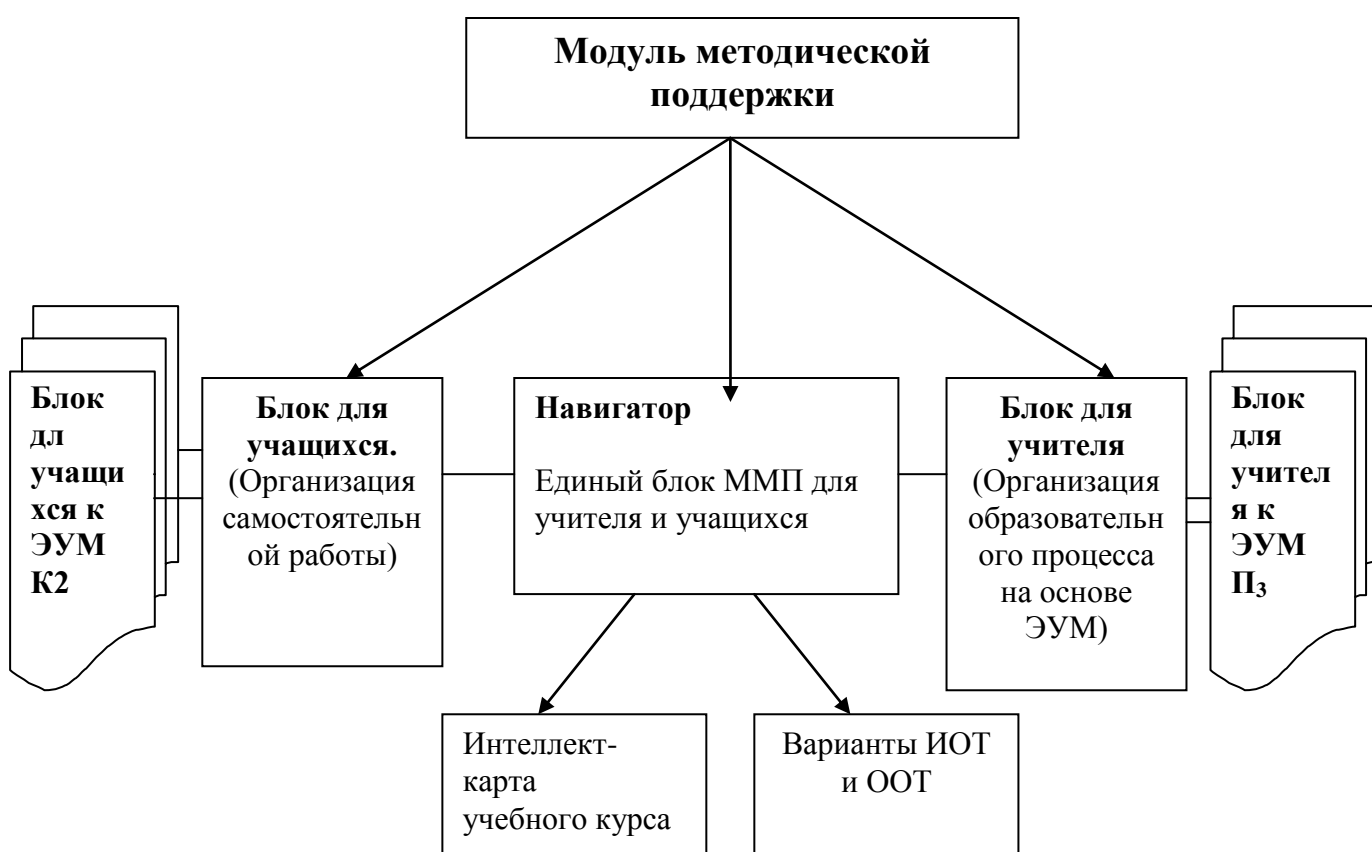 Модуль методической
поддержки
Блок
дл
учащи
хся к
ЭУМ
К2
Блок для
учащихся.
(Организация
самостоятельн
ой работы)
Навигатор
Единый блок ММП для
учителя и учащихся
Блок для
учителя
(Организация
образовательн
ого процесса
на основе
ЭУМ)
Блок
для
учител
я к
ЭУМ
П₃
Интеллект-
карта
учебного курса
Варианты ИОТ
и ООТ